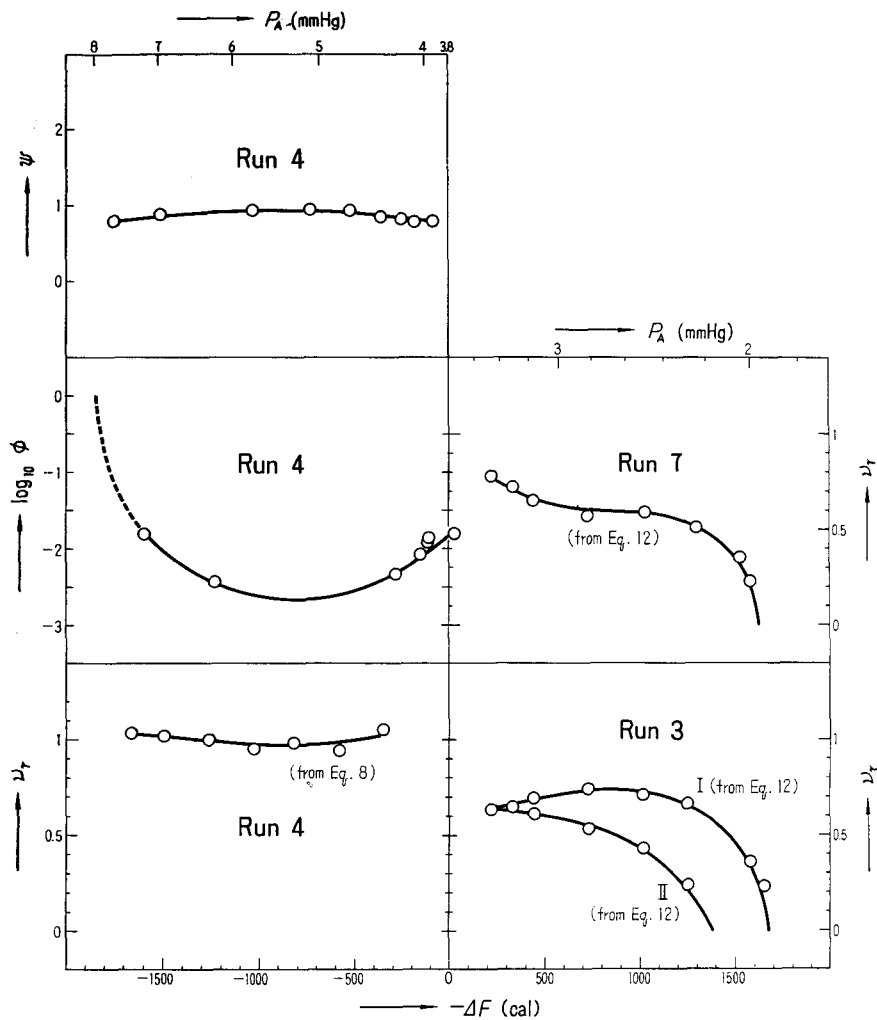 P_A (mmHg)
8 7 6 5 4 3.8
2
1
0
ψ
Run 4
P_A (mmHg)
3 2
0
-1
-2
-3
log₁₀ ϕ
Run 4
Run 7
(from Eq. 12)
1
0.5
0
ν_r
1
0.5
0
ν_r
(from Eq. 8)
Run 4
Run 3
I (from Eq. 12)
II
(from Eq. 12)
1
0.5
0
ν_r
-1500 -1000 -500 0 500 1000 1500
-ΔF (cal)